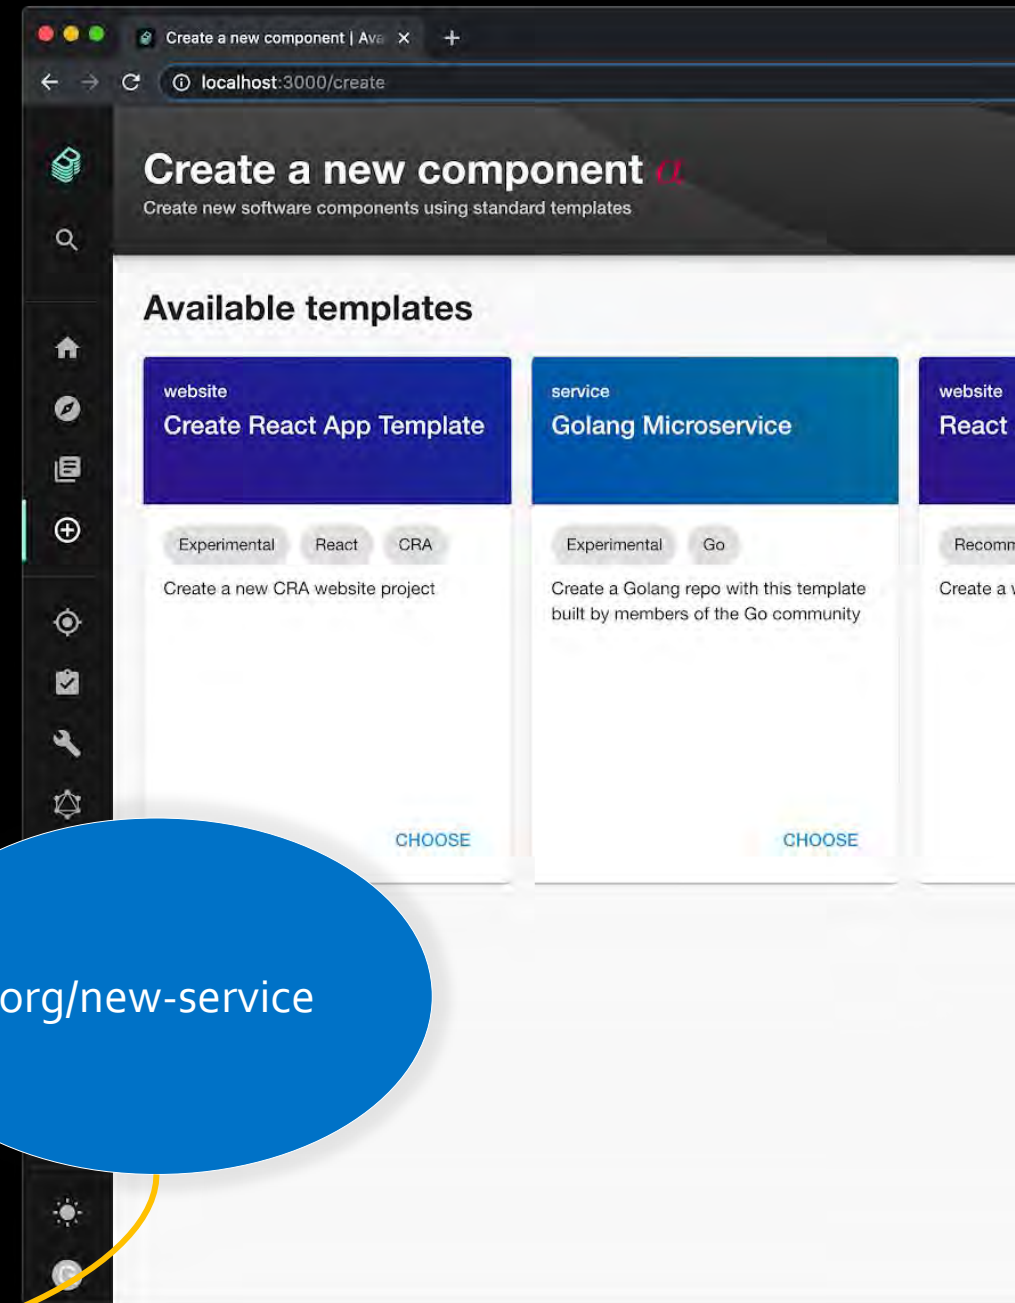 Create a new component | Ava
localhost:3000/create
Create a new component α
Create new software components using standard templates
Available templates
website
Create React App Template
Experimental React CRA
Create a new CRA website project
CHOOSE
service
Golang Microservice
Experimental Go
Create a Golang repo with this template
built by members of the Go community
CHOOSE
website
React
Recomm
Create a
org/new-service